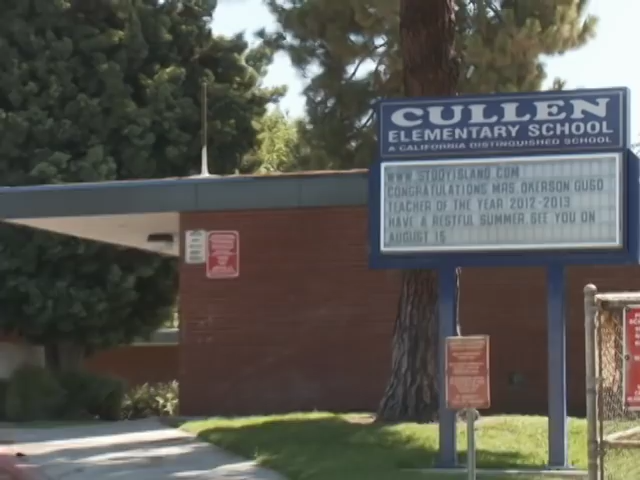 CULLEN
ELEMENTARY SCHOOL
A CALIFORNIA DISTINGUISHED SCHOOL
WWW.STUDYISLAND.COM
CONGRATULATIONS MRS. OKERSON GUSD
TEACHER OF THE YEAR 2012-2013
HAVE A RESTFUL SUMMER SEE YOU ON
AUGUST 15